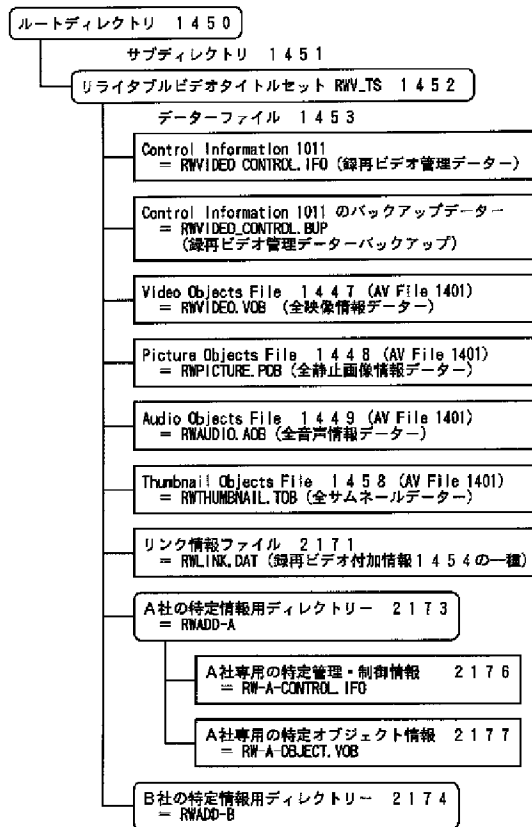 ルートディレクトリ 1450
サブディレクトリ 1451
リライタブルビデオタイトルセット RWV_TS 1452
データーファイル 1453
Control Information 1011
= RWVIDEO CONTROL.IFO (録再ビデオ管理データー)
Control Information 1011 のバックアップデーター
= RWVIDEO_CONTROL.BUP
(録再ビデオ管理データーバックアップ)
Video Objects File 1447 (AV File 1401)
= RWVIDEO.VOB (全映像情報データー)
Picture Objects File 1448 (AV File 1401)
= RWPICTURE.POB (全静止画像情報データー)
Audio Objects File 1449 (AV File 1401)
= RWAUDIO.AOB (全音声情報データー)
Thumbnail Objects File 1458 (AV File 1401)
= RWTHUMBNAIL.TOB (全サムネールデーター)
リンク情報ファイル 2171
= RWLINK.DAT (録再ビデオ付加情報1454の一種)
A社の特定情報用ディレクトリー 2173
= RWADD-A
A社専用の特定管理・制御情報 2176
= RW-A-CONTROL.IFO
A社専用の特定オブジェクト情報 2177
= RW-A-OBJECT.VOB
B社の特定情報用ディレクトリー 2174
= RWADD-B